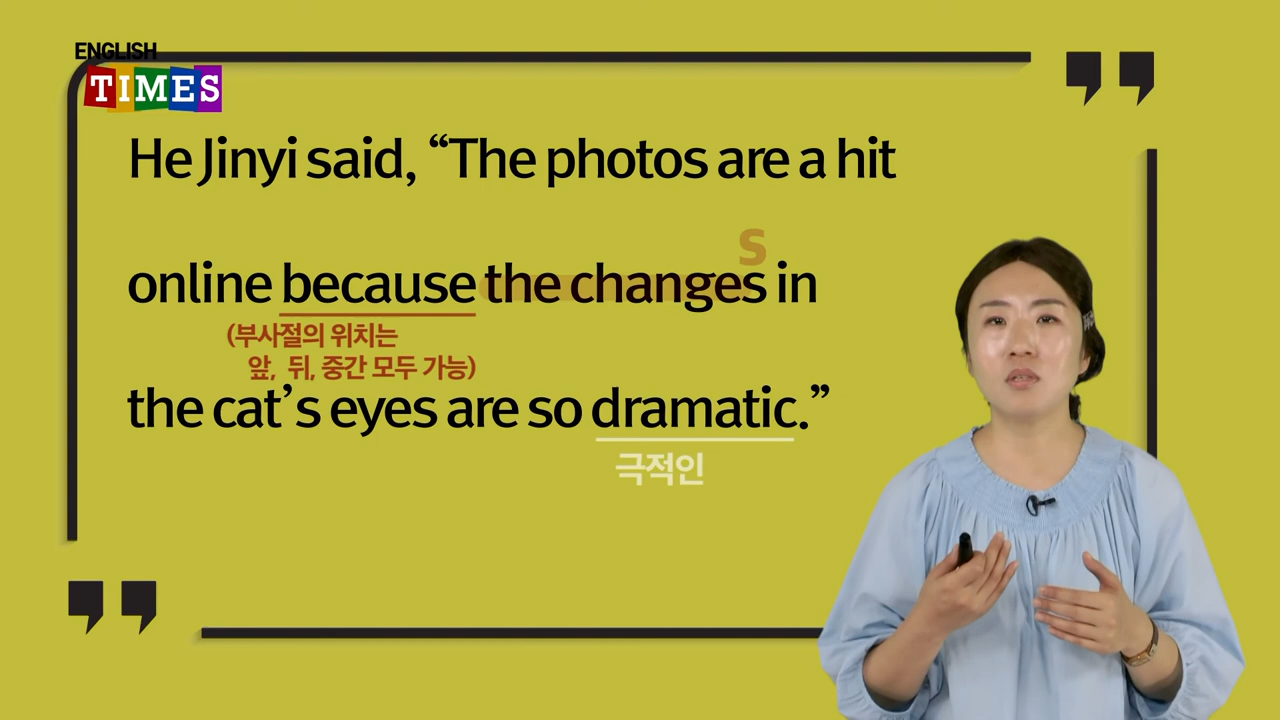 ENGLISH
TIMES
He Jinyi said, “The photos are a hit
S
online because the changes in
(부사절의 위치는
앞, 뒤, 중간 모두 가능)
the cat’s eyes are so dramatic.”
극적인